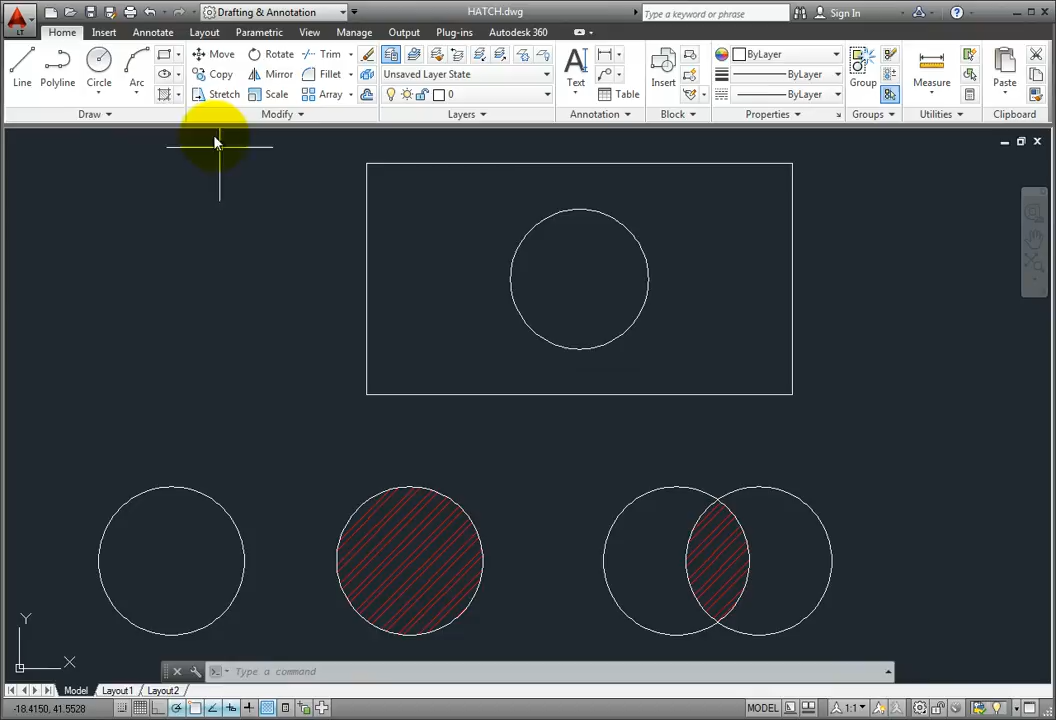 Drafting & Annotation
HATCH.dwg
Type a keyword or phrase
Sign In
LT
Home Insert Annotate Layout Parametric View Manage Output Plug-ins Autodesk 360
Line Polyline Circle Arc
Move Rotate Trim
Copy Mirror Fillet
Stretch Scale Array
Unsaved Layer State
0
Text
Table
Insert
ByLayer
ByLayer
ByLayer
Group
Measure
Paste
Draw Modify Layers Annotation Block Properties Groups Utilities Clipboard
Y
X
Type a command
Model Layout1 Layout2
-18.4150, 41.5528
MODEL
1:1